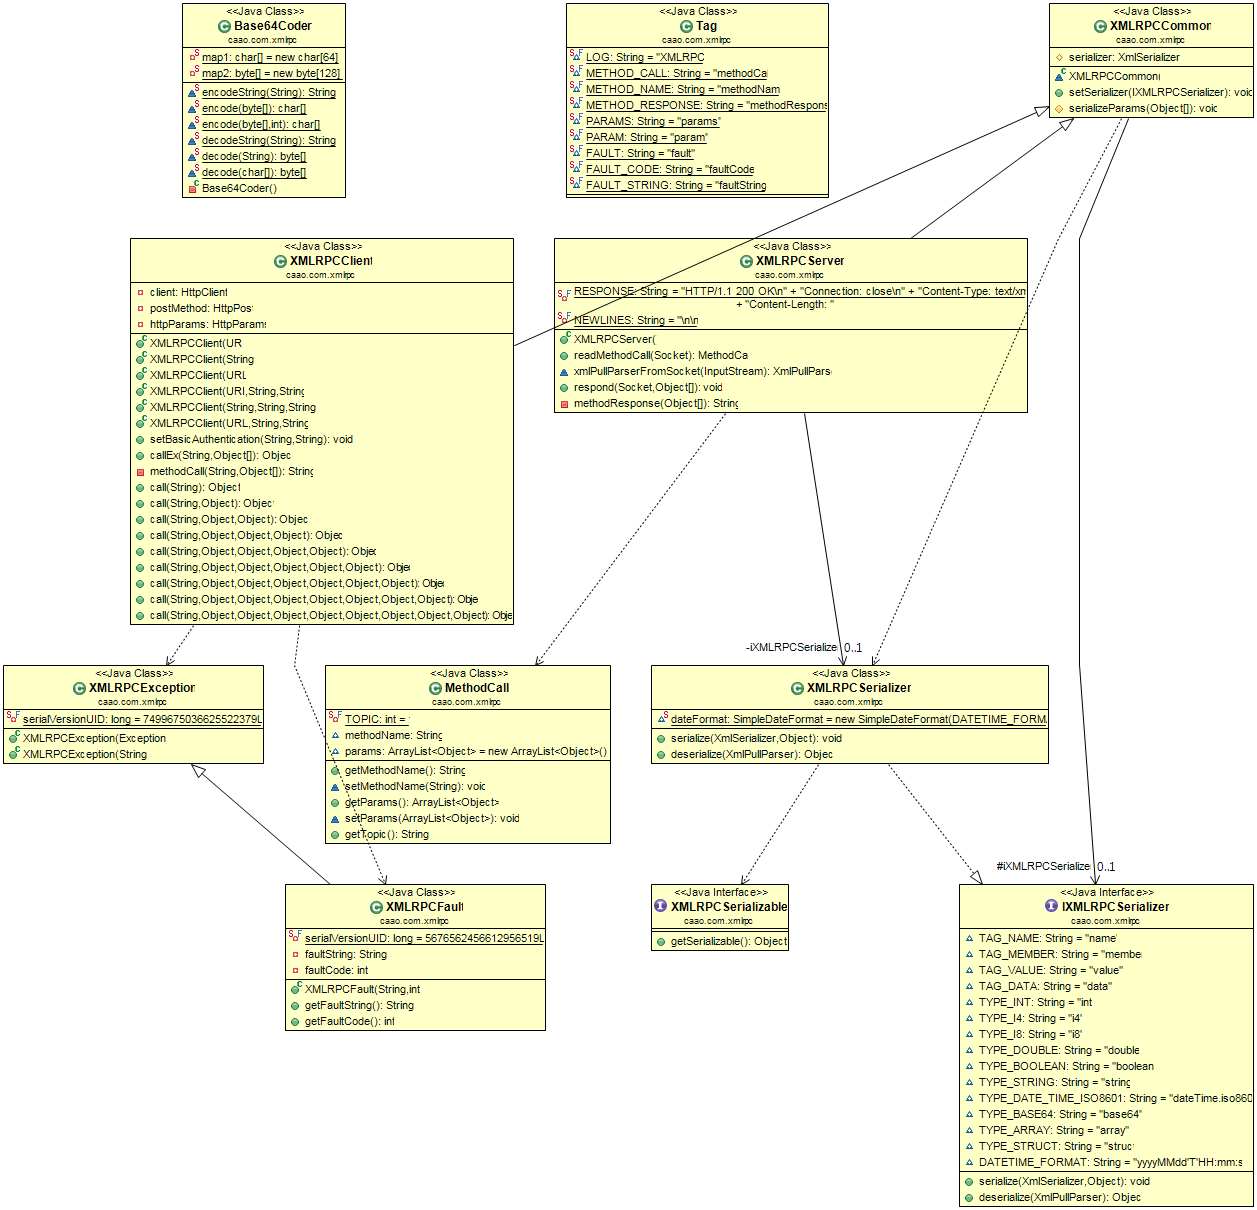 <<Java Class>>
Base64Coder
caao.com.xmlrpc
map1: char[] = new char[64]
map2: byte[] = new byte[128]
encodeString(String): String
encode(byte[]): char[]
encode(byte[],int): char[]
decodeString(String): String
decode(String): byte[]
decode(char[]): byte[]
Base64Coder()
<<Java Class>>
Tag
caao.com.xmlrpc
LOG: String = "XMLRPC
METHOD_CALL: String = "methodCal
METHOD_NAME: String = "methodNam
METHOD_RESPONSE: String = "methodRespons
PARAMS: String = "params"
PARAM: String = "param"
FAULT: String = "fault"
FAULT_CODE: String = "faultCode
FAULT_STRING: String = "faultString
<<Java Class>>
XMLRPCCommon
caao.com.xmlrpc
serializer: XmlSerializer
XMLRPCCommon(
setSerializer(IXMLRPCSerializer): void
serializeParams(Object[]): voic
<<Java Class>>
XMLRPCClient
caao.com.xmlrpc
client: HttpClient
postMethod: HttpPos
httpParams: HttpParams
XMLRPCClient(UR
XMLRPCClient(String
XMLRPCClient(URL
XMLRPCClient(URI,String,String
XMLRPCClient(String,String,String
XMLRPCClient(URL,String,String
setBasicAuthentication(String,String): void
callEx(String,Object[]): Objec
methodCall(String,Object[]): String
call(String): Object
call(String,Object): Object
call(String,Object,Object): Objec
call(String,Object,Object,Object): Objec
call(String,Object,Object,Object,Object): Objec
call(String,Object,Object,Object,Object,Object): Objec
call(String,Object,Object,Object,Object,Object,Object): Objec
call(String,Object,Object,Object,Object,Object,Object,Object): Obje
call(String,Object,Object,Object,Object,Object,Object,Object,Object): Obje
<<Java Class>>
XMLRPCServer
caao.com.xmlrpc
RESPONSE: String = "HTTP/1.1 200 OK\n" + "Connection: close\n" + "Content-Type: text/xm
+ "Content-Length: "
NEWLINES: String = "\n\n
XMLRPCServer(
readMethodCall(Socket): MethodCa
xmlPullParserFromSocket(InputStream): XmlPullPars
respond(Socket,Object[]): void
methodResponse(Object[]): String
-iXMLRPCSerialize 0..1
<<Java Class>>
XMLRPCException
caao.com.xmlrpc
serialVersionUID: long = 7499675036625522379L
XMLRPCException(Exception
XMLRPCException(String
<<Java Class>>
MethodCall
caao.com.xmlrpc
TOPIC: int =
methodName: String
params: ArrayList<Object> = new ArrayList<Object>()
getMethodName(): String
setMethodName(String): voic
getParams(): ArrayList<Object>
setParams(ArrayList<Object>): void
getTopic(): String
<<Java Class>>
XMLRPCSerializer
caao.com.xmlrpc
dateFormat: SimpleDateFormat = new SimpleDateFormat(DATETIME_FORM
serialize(XmlSerializer,Object): void
deserialize(XmlPullParser): Objec
#iXMLRPCSerialize 0..1
<<Java Class>>
XMLRPCFault
caao.com.xmlrpc
serialVersionUID: long = 5676562456612956519L
faultString: String
faultCode: int
XMLRPCFault(String,int
getFaultString(): String
getFaultCode(): int
<<Java Interface>>
XMLRPCSerializable
caao.com.xmlrpc
getSerializable(): Object
<<Java Interface>>
IXMLRPCSerializer
caao.com.xmlrpc
TAG_NAME: String = "name'
TAG_MEMBER: String = "membe
TAG_VALUE: String = "value"
TAG_DATA: String = "data"
TYPE_INT: String = "int
TYPE_I4: String = "i4'
TYPE_I8: String = "i8'
TYPE_DOUBLE: String = "double
TYPE_BOOLEAN: String = "boolean
TYPE_STRING: String = "string
TYPE_DATE_TIME_ISO8601: String = "dateTime.iso860
TYPE_BASE64: String = "base64"
TYPE_ARRAY: String = "array"
TYPE_STRUCT: String = "struc
DATETIME_FORMAT: String = "yyyyMMdd'T'HH:mm:s
serialize(XmlSerializer,Object): void
deserialize(XmlPullParser): Objec